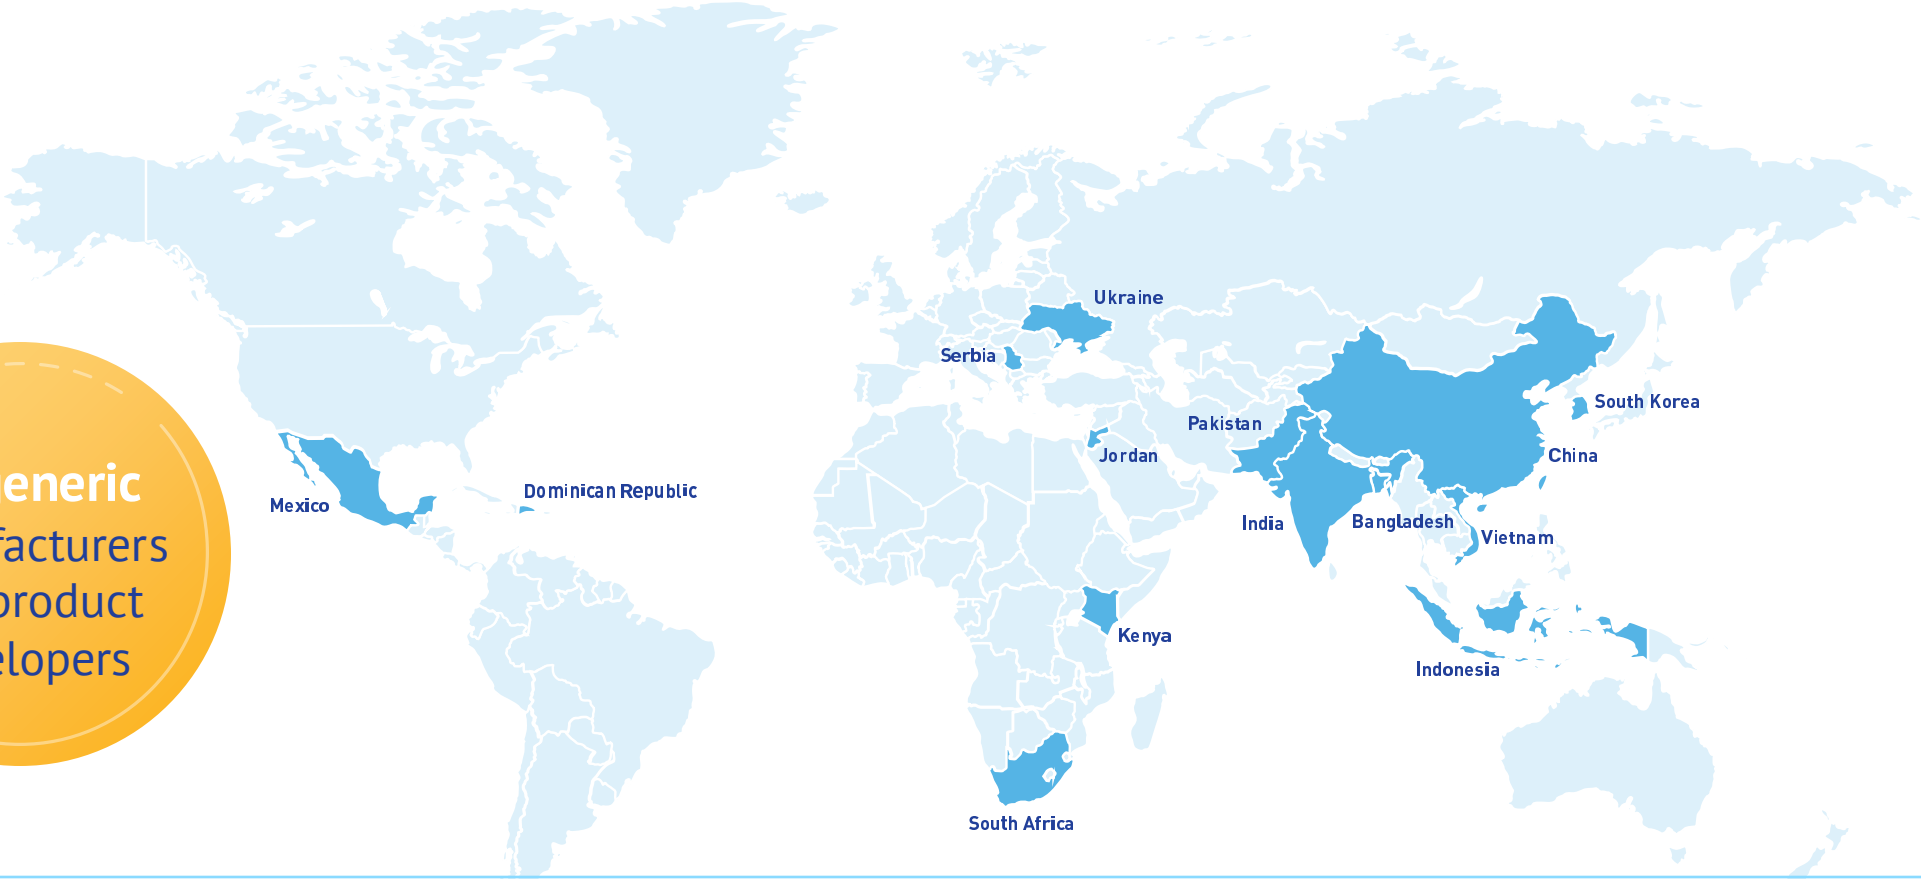 Ukraine
Serbia
South Korea
Pakistan
Jordan
China
generic
Mexico
Dominican Republic
India
Bangladesh
Vietnam
facturers
product
Kenya
elopers
Indonesia
South Africa